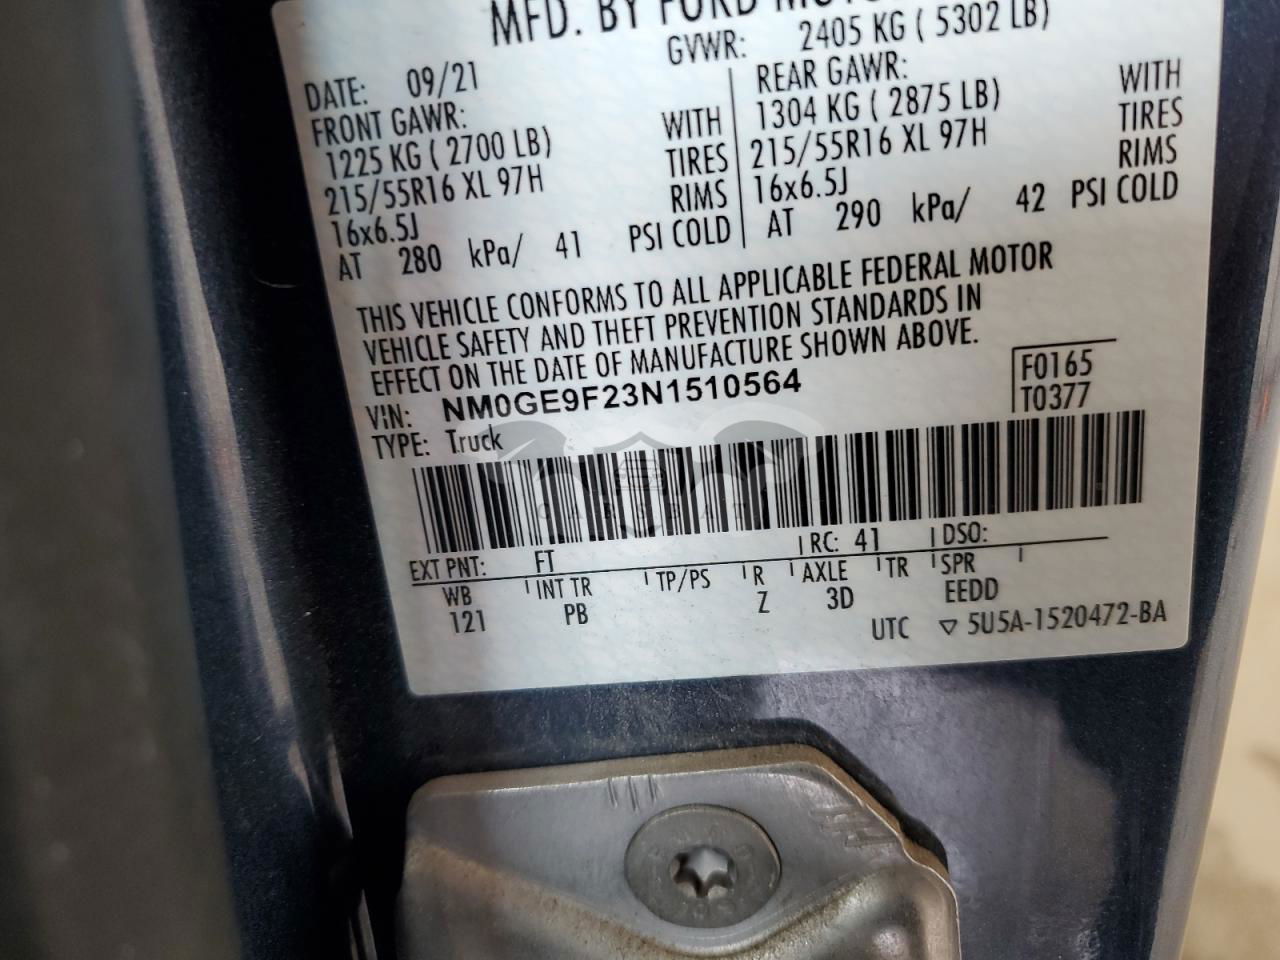 MFD. BY FORD MOTOR
GVWR: 2405 KG ( 5302 LB)
DATE: 09/21
FRONT GAWR:
1225 KG ( 2700 LB) WITH
215/55R16 XL 97H TIRES
16x6.5J RIMS
AT 280 kPa/ 41 PSI COLD
REAR GAWR: WITH
1304 KG ( 2875 LB) TIRES
215/55R16 XL 97H RIMS
16x6.5J
AT 290 kPa/ 42 PSI COLD
THIS VEHICLE CONFORMS TO ALL APPLICABLE FEDERAL MOTOR
VEHICLE SAFETY AND THEFT PREVENTION STANDARDS IN
EFFECT ON THE DATE OF MANUFACTURE SHOWN ABOVE.
VIN: NM0GE9F23N1510564
TYPE: Truck
F0165
T0377
EXT PNT: FT RC: 41 DSO:
WB INT TR TP/PS R AXLE TR SPR
121 PB Z 3D EEDD
UTC ▽ 5U5A-1520472-BA